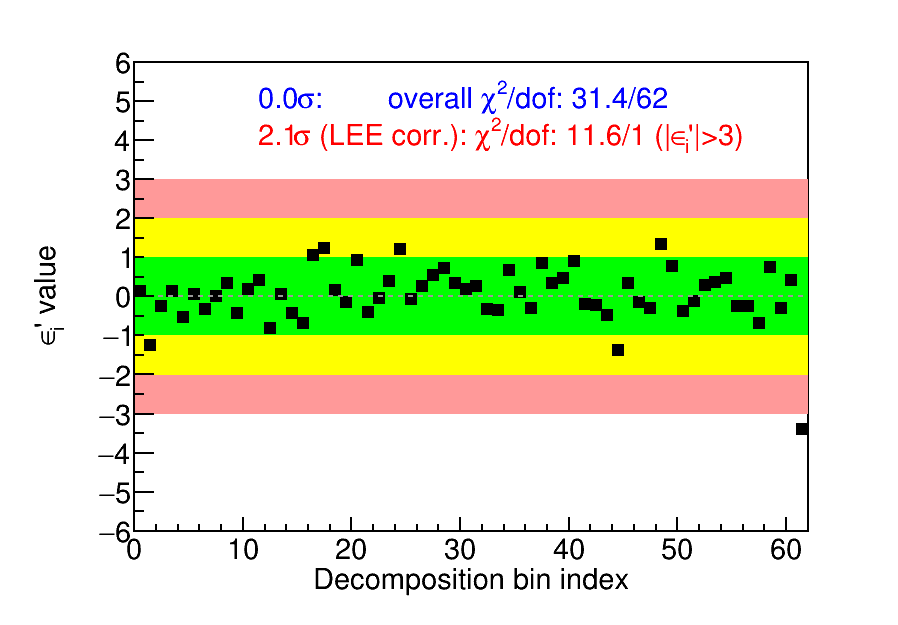 6
0.0σ: overall χ²/dof: 31.4/62
5
2.1σ (LEE corr.): χ²/dof: 11.6/1 (|ϵᵢ'|>3)
4
3
2
1
0
−1
−2
−3
−4
−5
−6
ϵᵢ' value
0 10 20 30 40 50 60
Decomposition bin index